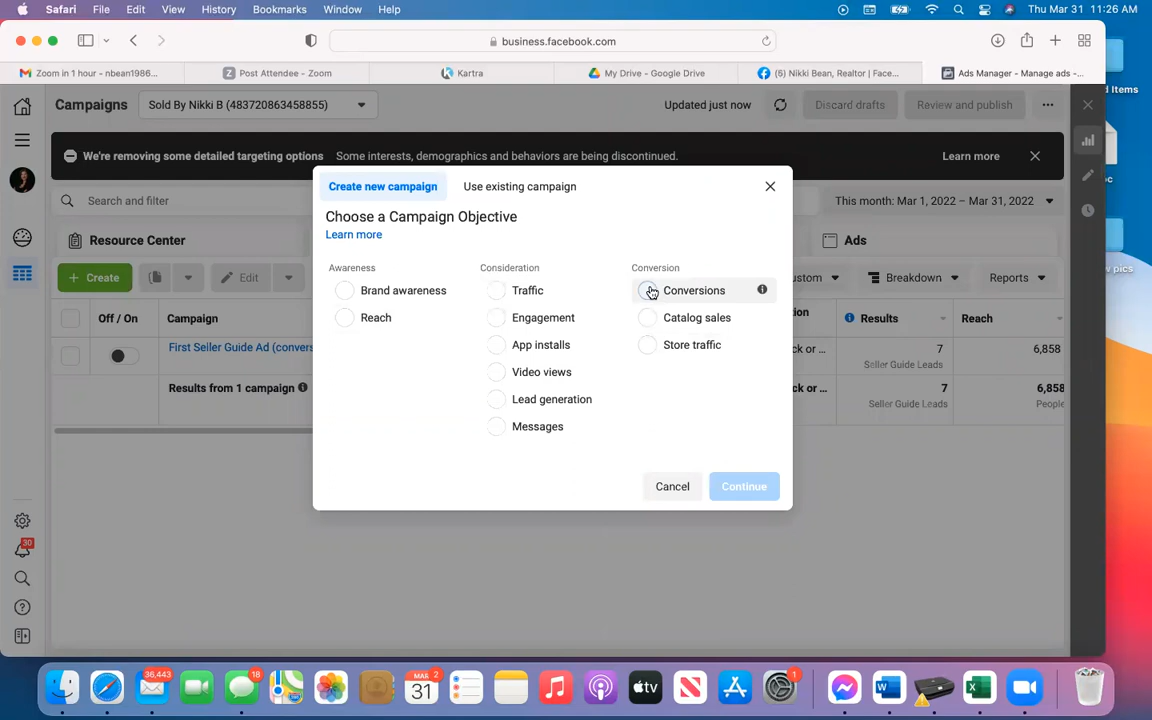 Safari File Edit View History Bookmarks Window Help Thu Mar 31 11:26 AM
business.facebook.com
Zoom in 1 hour - nbean1986... Post Attendee - Zoom Kartra My Drive - Google Drive (3) Nikki Bean, Realtor | Face... Ads Manager - Manage ads -...
d Items
Campaigns Sold By Nikki B (483720863458855) Updated just now Discard drafts Review and publish
We're removing some detailed targeting options Some interests, demographics and behaviors are being discontinued. Learn more
Search and filter This month: Mar 1, 2022 – Mar 31, 2022
Resource Center Ads
w pics
Create Edit Breakdown Reports
Off / On Campaign Results Reach
First Seller Guide Ad (convers 7 6,858
Seller Guide Leads
Results from 1 campaign 7 6,858
Seller Guide Leads People
Create new campaign Use existing campaign
Choose a Campaign Objective
Learn more
Awareness Consideration Conversion
Brand awareness Traffic Conversions
Reach Engagement Catalog sales
App installs Store traffic
Video views
Lead generation
Messages
Cancel Continue
30
36,443 18 MAR 2 31 tv 1